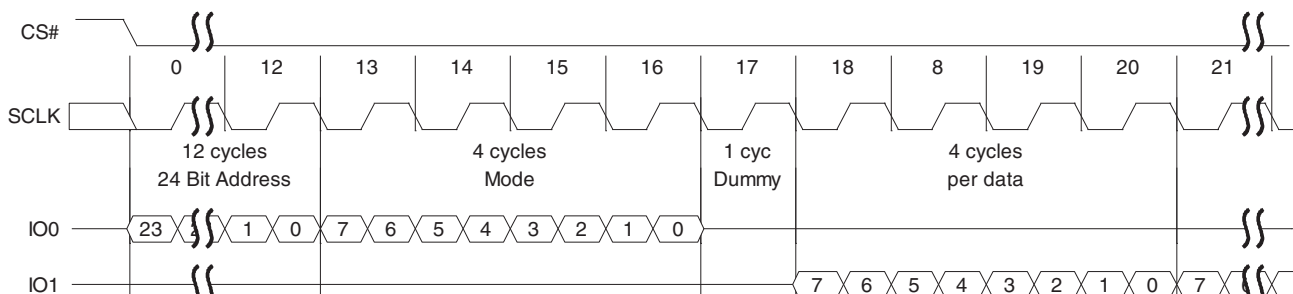 CS#
0 12 13 14 15 16 17 18 8 19 20 21
SCLK
12 cycles 4 cycles 1 cyc 4 cycles
24 Bit Address Mode Dummy per data
IO0 23 1 0 7 6 5 4 3 2 1 0
IO1 7 6 5 4 3 2 1 0 7